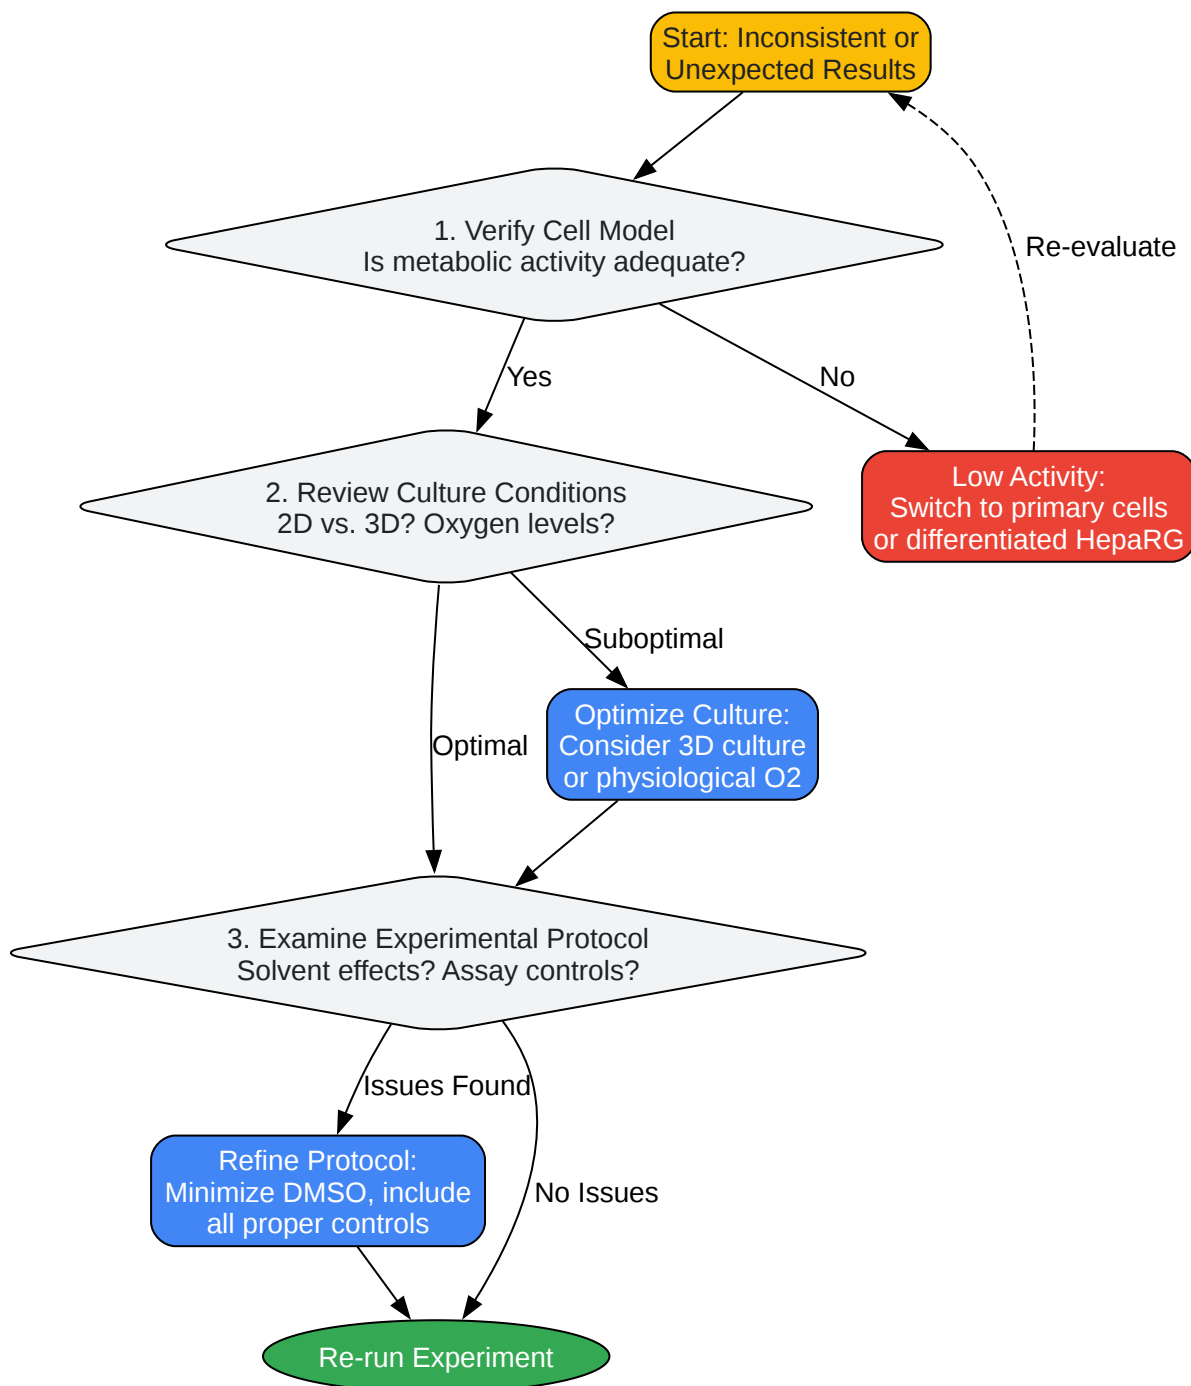 Start: Inconsistent or
Unexpected Results
1. Verify Cell Model
Is metabolic activity adequate?
Re-evaluate
Yes
No
Low Activity:
Switch to primary cells
or differentiated HepaRG
2. Review Culture Conditions
2D vs. 3D? Oxygen levels?
Suboptimal
Optimal
Optimize Culture:
Consider 3D culture
or physiological O2
3. Examine Experimental Protocol
Solvent effects? Assay controls?
Issues Found
No Issues
Refine Protocol:
Minimize DMSO, include
all proper controls
Re-run Experiment